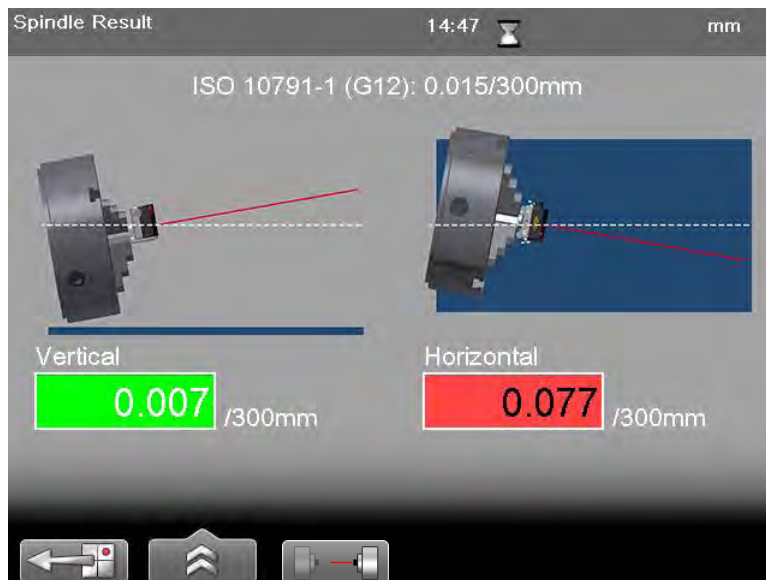 Spindle Result
14:47
mm
ISO 10791-1 (G12): 0.015/300mm
Vertical
Horizontal
0.007 /300mm
0.077 /300mm